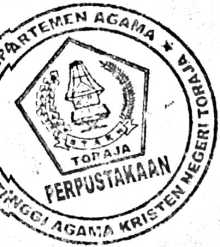 PARTEMEN AGAMA ★
TINGGI AGAMA KRISTEN NEGERI TORAJA
TORAJA
PERPUSTAKAAN